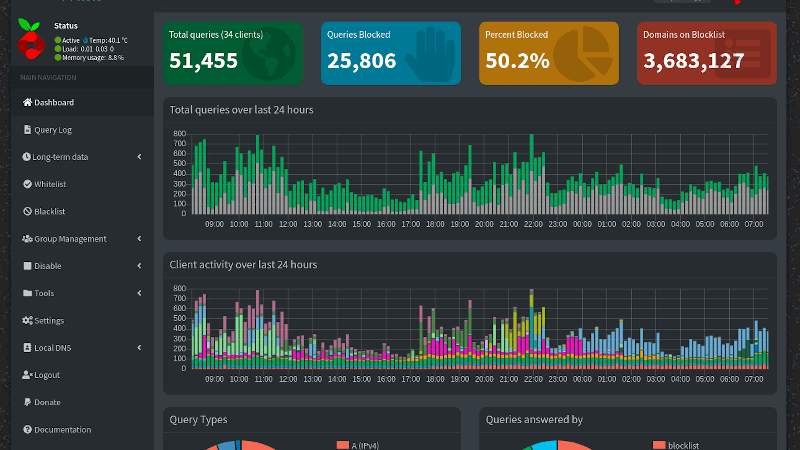 Status
Active Temp: 40.1 °C
Load: 0.01 0.03 0
Memory usage: 8.8 %
MAIN NAVIGATION
Dashboard
Query Log
Long-term data
Whitelist
Blacklist
Group Management
Disable
Tools
Settings
Local DNS
Logout
Donate
Documentation
Total queries (34 clients)
51,455
Queries Blocked
25,806
Percent Blocked
50.2%
Domains on Blocklist
3,683,127
Total queries over last 24 hours
800
700
600
500
400
300
200
100
0
09:00 10:00 11:00 12:00 13:00 14:00 15:00 16:00 17:00 18:00 19:00 20:00 21:00 22:00 23:00 00:00 01:00 02:00 03:00 04:00 05:00 06:00 07:00
Client activity over last 24 hours
800
700
600
500
400
300
200
100
0
09:00 10:00 11:00 12:00 13:00 14:00 15:00 16:00 17:00 18:00 19:00 20:00 21:00 22:00 23:00 00:00 01:00 02:00 03:00 04:00 05:00 06:00 07:00
Query Types
A (IPv4)
Queries answered by
blocklist